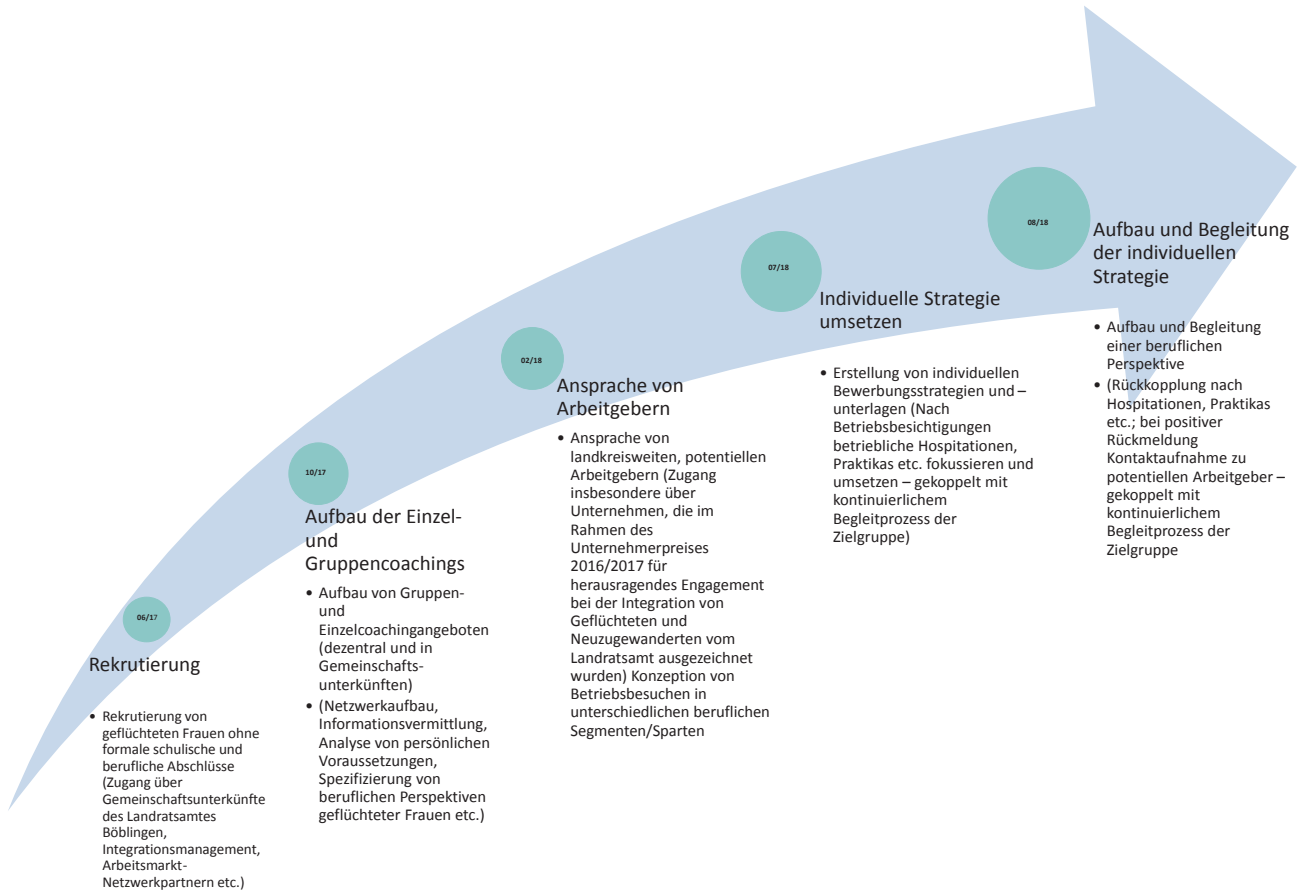 06/17
Rekrutierung
• Rekrutierung von
geflüchteten Frauen ohne
formale schulische und
berufliche Abschlüsse
(Zugang über
Gemeinschaftsunterkünfte
des Landratsamtes
Böblingen,
Integrationsmanagement,
Arbeitsmarkt-
Netzwerkpartnern etc.)
10/17
Aufbau der Einzel-
und
Gruppencoachings
• Aufbau von Gruppen-
und
Einzelcoachingangeboten
(dezentral und in
Gemeinschafts-
unterkünften)
• (Netzwerkaufbau,
Informationsvermittlung,
Analyse von persönlichen
Voraussetzungen,
Spezifizierung von
beruflichen Perspektiven
geflüchteter Frauen etc.)
02/18
Ansprache von
Arbeitgebern
• Ansprache von
landkreisweiten, potentiellen
Arbeitgebern (Zugang
insbesondere über
Unternehmen, die im
Rahmen des
Unternehmerpreises
2016/2017 für
herausragendes Engagement
bei der Integration von
Geflüchteten und
Neuzugewanderten vom
Landratsamt ausgezeichnet
wurden) Konzeption von
Betriebsbesuchen in
unterschiedlichen beruflichen
Segmenten/Sparten
07/18
Individuelle Strategie
umsetzen
• Erstellung von individuellen
Bewerbungsstrategien und –
unterlagen (Nach
Betriebsbesichtigungen
betriebliche Hospitationen,
Praktikas etc. fokussieren und
umsetzen – gekoppelt mit
kontinuierlichem
Begleitprozess der
Zielgruppe)
08/18
Aufbau und Begleitung
der individuellen
Strategie
• Aufbau und Begleitung
einer beruflichen
Perspektive
• (Rückkopplung nach
Hospitationen, Praktikas
etc.; bei positiver
Rückmeldung
Kontaktaufnahme zu
potentiellen Arbeitgeber –
gekoppelt mit
kontinuierlichem
Begleitprozess der
Zielgruppe